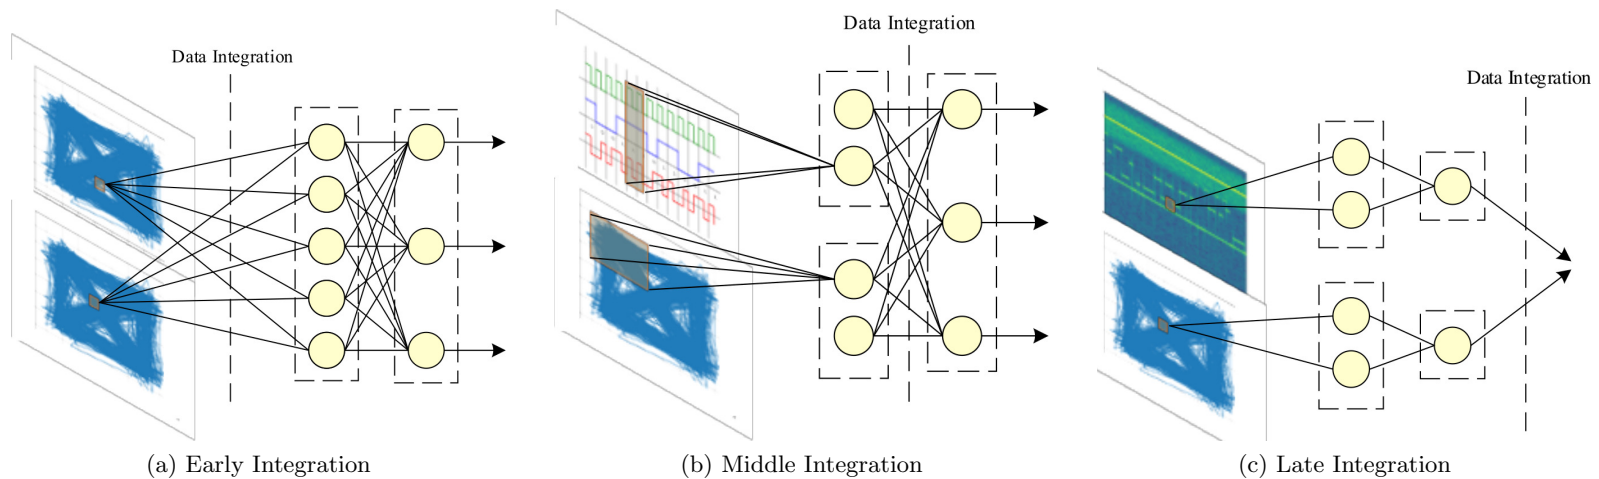 Data Integration
Data Integration
Data Integration
(a) Early Integration
(b) Middle Integration
(c) Late Integration